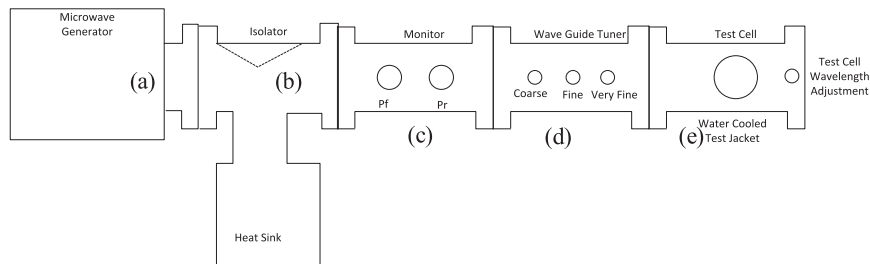 Microwave
Generator
(a)
Isolator
(b)
Heat Sink
Monitor
Pf
Pr
(c)
Wave Guide Tuner
Coarse
Fine
Very Fine
(d)
Test Cell
(e)
Water Cooled
Test Jacket
Test Cell
Wavelength
Adjustment